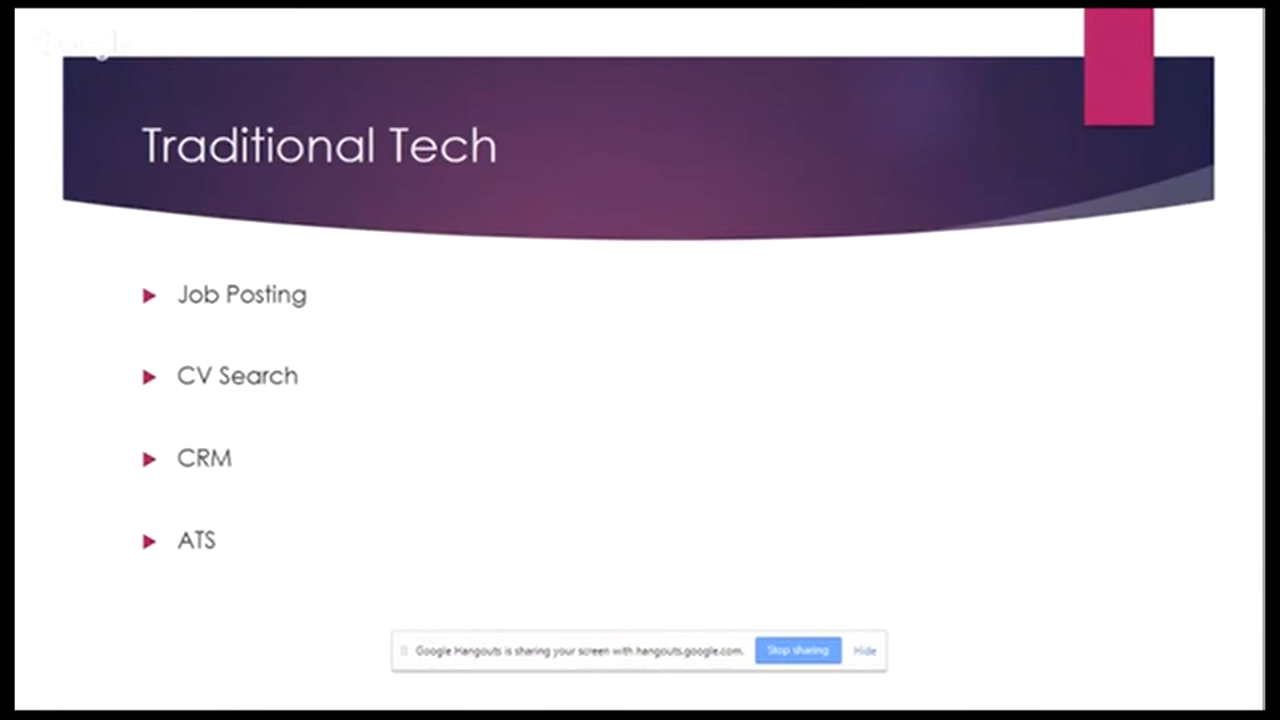 Google
Traditional Tech
Job Posting
CV Search
CRM
ATS
Google Hangouts is sharing your screen with hangouts.google.com.
Stop sharing
Hide